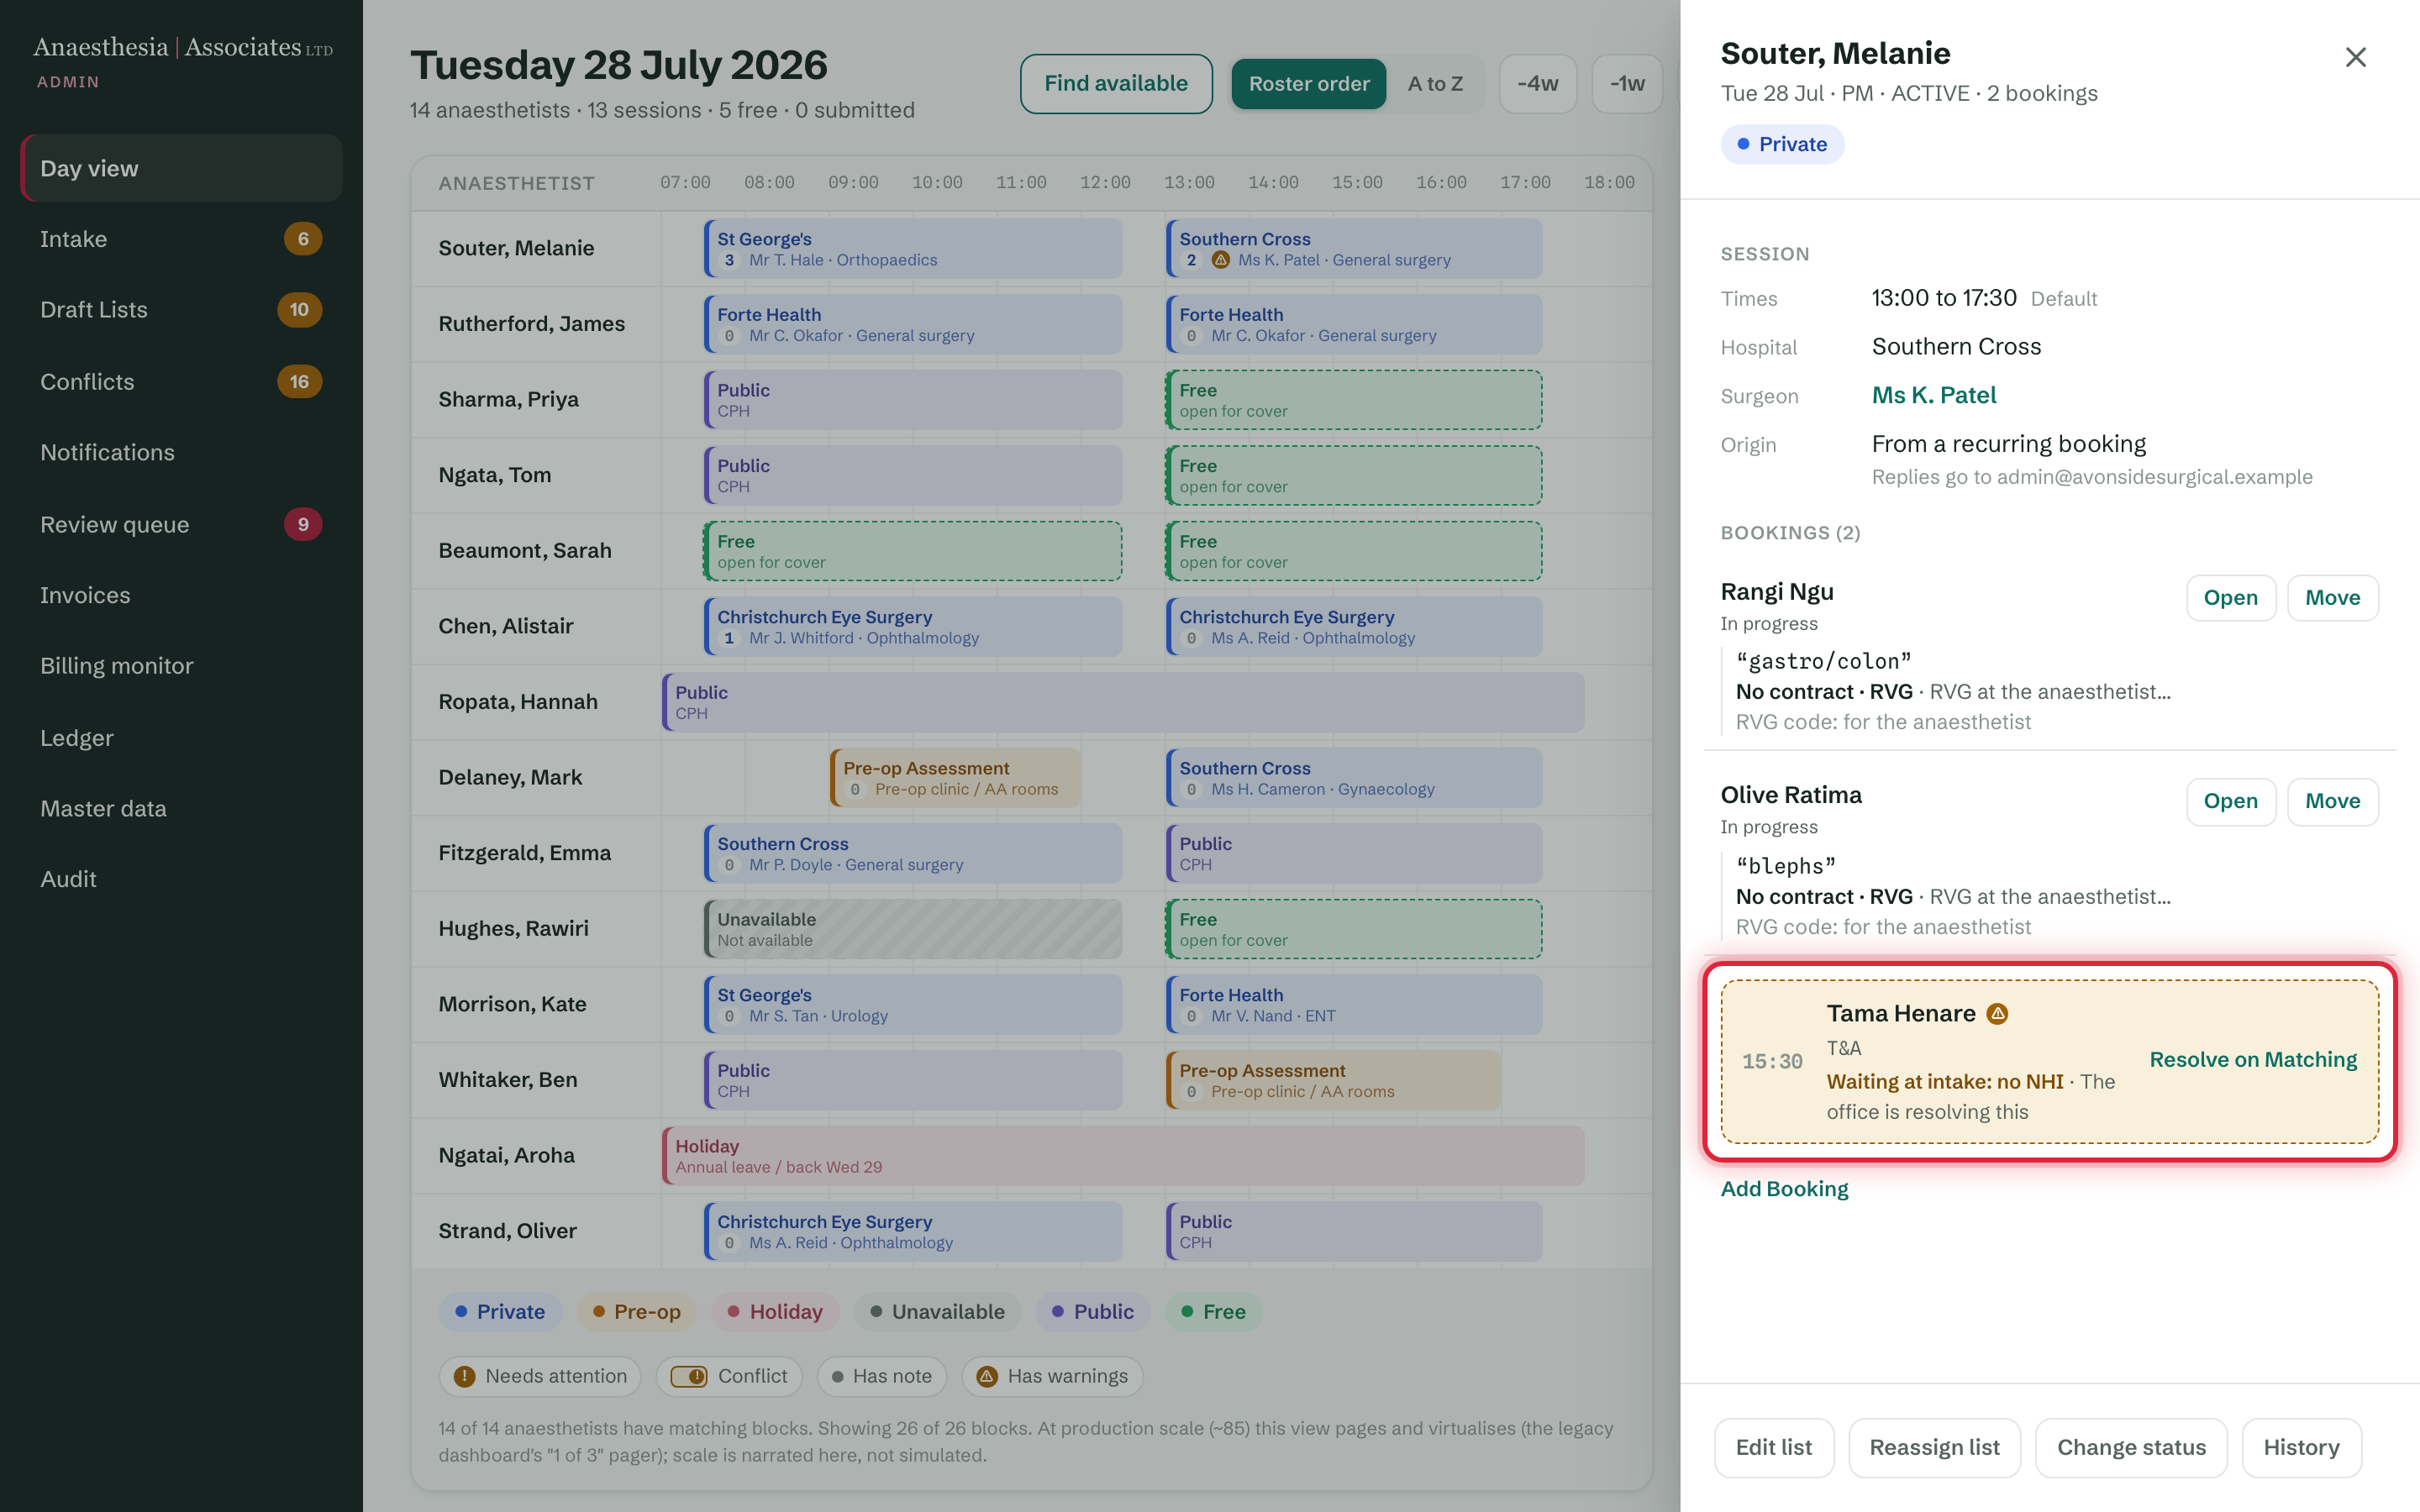 Anaesthesia | Associates LTD
ADMIN
Day view
Intake 6
Draft Lists 10
Conflicts 16
Notifications
Review queue 9
Invoices
Billing monitor
Ledger
Master data
Audit
Tuesday 28 July 2026
14 anaesthetists · 13 sessions · 5 free · 0 submitted
Find available
Roster order
A to Z
-4w
-1w
ANAESTHETIST 07:00 08:00 09:00 10:00 11:00 12:00 13:00 14:00 15:00 16:00 17:00 18:00
Souter, Melanie
St George's
3 Mr T. Hale · Orthopaedics
Southern Cross
2 Ms K. Patel · General surgery
Rutherford, James
Forte Health
0 Mr C. Okafor · General surgery
Forte Health
0 Mr C. Okafor · General surgery
Sharma, Priya
Public
CPH
Free
open for cover
Ngata, Tom
Public
CPH
Free
open for cover
Beaumont, Sarah
Free
open for cover
Free
open for cover
Chen, Alistair
Christchurch Eye Surgery
1 Mr J. Whitford · Ophthalmology
Christchurch Eye Surgery
0 Ms A. Reid · Ophthalmology
Ropata, Hannah
Public
CPH
Delaney, Mark
Pre-op Assessment
0 Pre-op clinic / AA rooms
Southern Cross
0 Ms H. Cameron · Gynaecology
Fitzgerald, Emma
Southern Cross
0 Mr P. Doyle · General surgery
Public
CPH
Hughes, Rawiri
Unavailable
Not available
Free
open for cover
Morrison, Kate
St George's
0 Mr S. Tan · Urology
Forte Health
0 Mr V. Nand · ENT
Whitaker, Ben
Public
CPH
Pre-op Assessment
0 Pre-op clinic / AA rooms
Ngatai, Aroha
Holiday
Annual leave / back Wed 29
Strand, Oliver
Christchurch Eye Surgery
0 Ms A. Reid · Ophthalmology
Public
CPH
Private
Pre-op
Holiday
Unavailable
Public
Free
Needs attention
Conflict
Has note
Has warnings
14 of 14 anaesthetists have matching blocks. Showing 26 of 26 blocks. At production scale (~85) this view pages and virtualises (the legacy
dashboard's "1 of 3" pager); scale is narrated here, not simulated.
Souter, Melanie
Tue 28 Jul · PM · ACTIVE · 2 bookings
Private
SESSION
Times 13:00 to 17:30 Default
Hospital Southern Cross
Surgeon Ms K. Patel
Origin From a recurring booking
Replies go to admin@avonsidesurgical.example
BOOKINGS (2)
Rangi Ngu
In progress
Open
Move
“gastro/colon”
No contract · RVG · RVG at the anaesthetist…
RVG code: for the anaesthetist
Olive Ratima
In progress
Open
Move
“blephs”
No contract · RVG · RVG at the anaesthetist…
RVG code: for the anaesthetist
15:30
Tama Henare
T&A
Waiting at intake: no NHI · The
office is resolving this
Resolve on Matching
Add Booking
Edit list
Reassign list
Change status
History